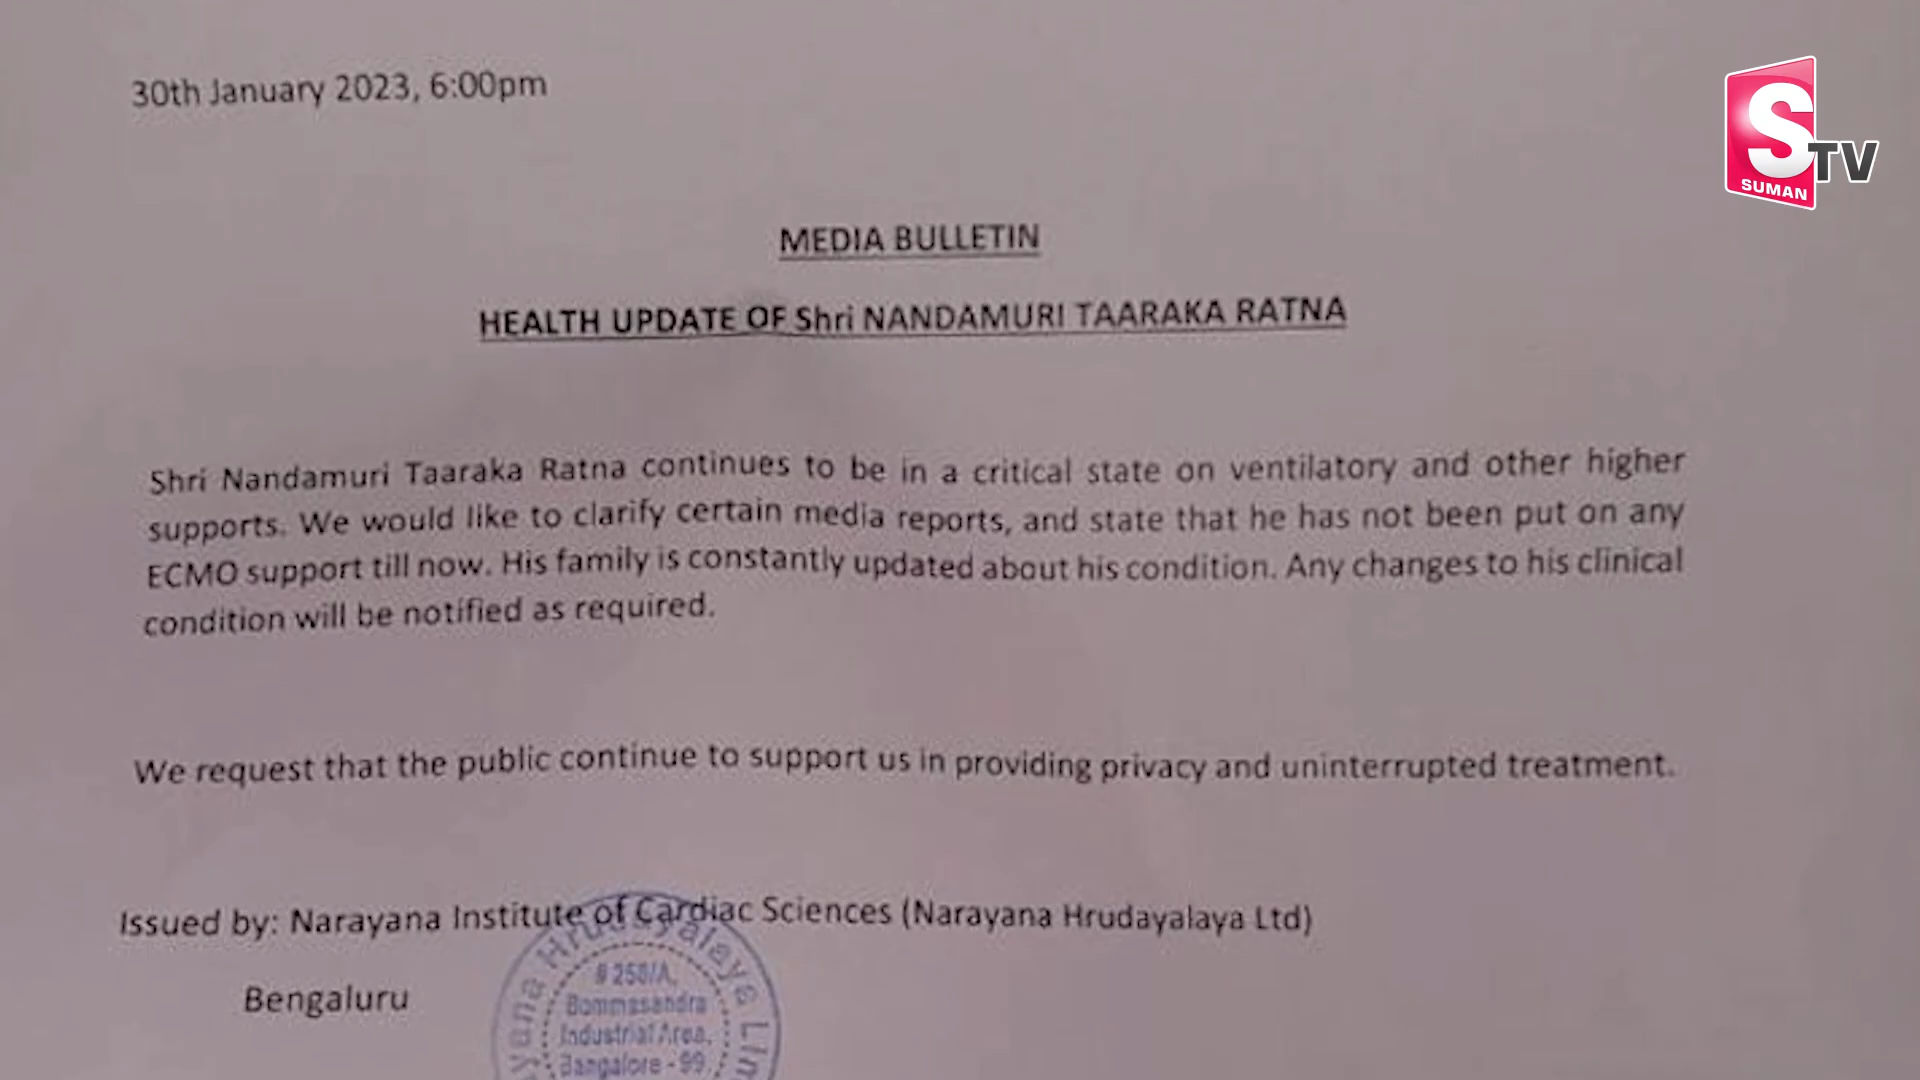 30th January 2023, 6:00pm
S
TV
SUMAN
MEDIA BULLETIN
HEALTH UPDATE OF Shri NANDAMURI TAARAKA RATNA
Shri Nandamuri Taaraka Ratna continues to be in a critical state on ventilatory and other higher
supports. We would like to clarify certain media reports, and state that he has not been put on any
ECMO support till now. His family is constantly updated about his condition. Any changes to his clinical
condition will be notified as required.
We request that the public continue to support us in providing privacy and uninterrupted treatment.
Issued by: Narayana Institute of Cardiac Sciences (Narayana Hrudayalaya Ltd)
Bengaluru
Hrudayalaya
# 258/A,
Bommasandra
Industrial Area,
Bangalore - 99